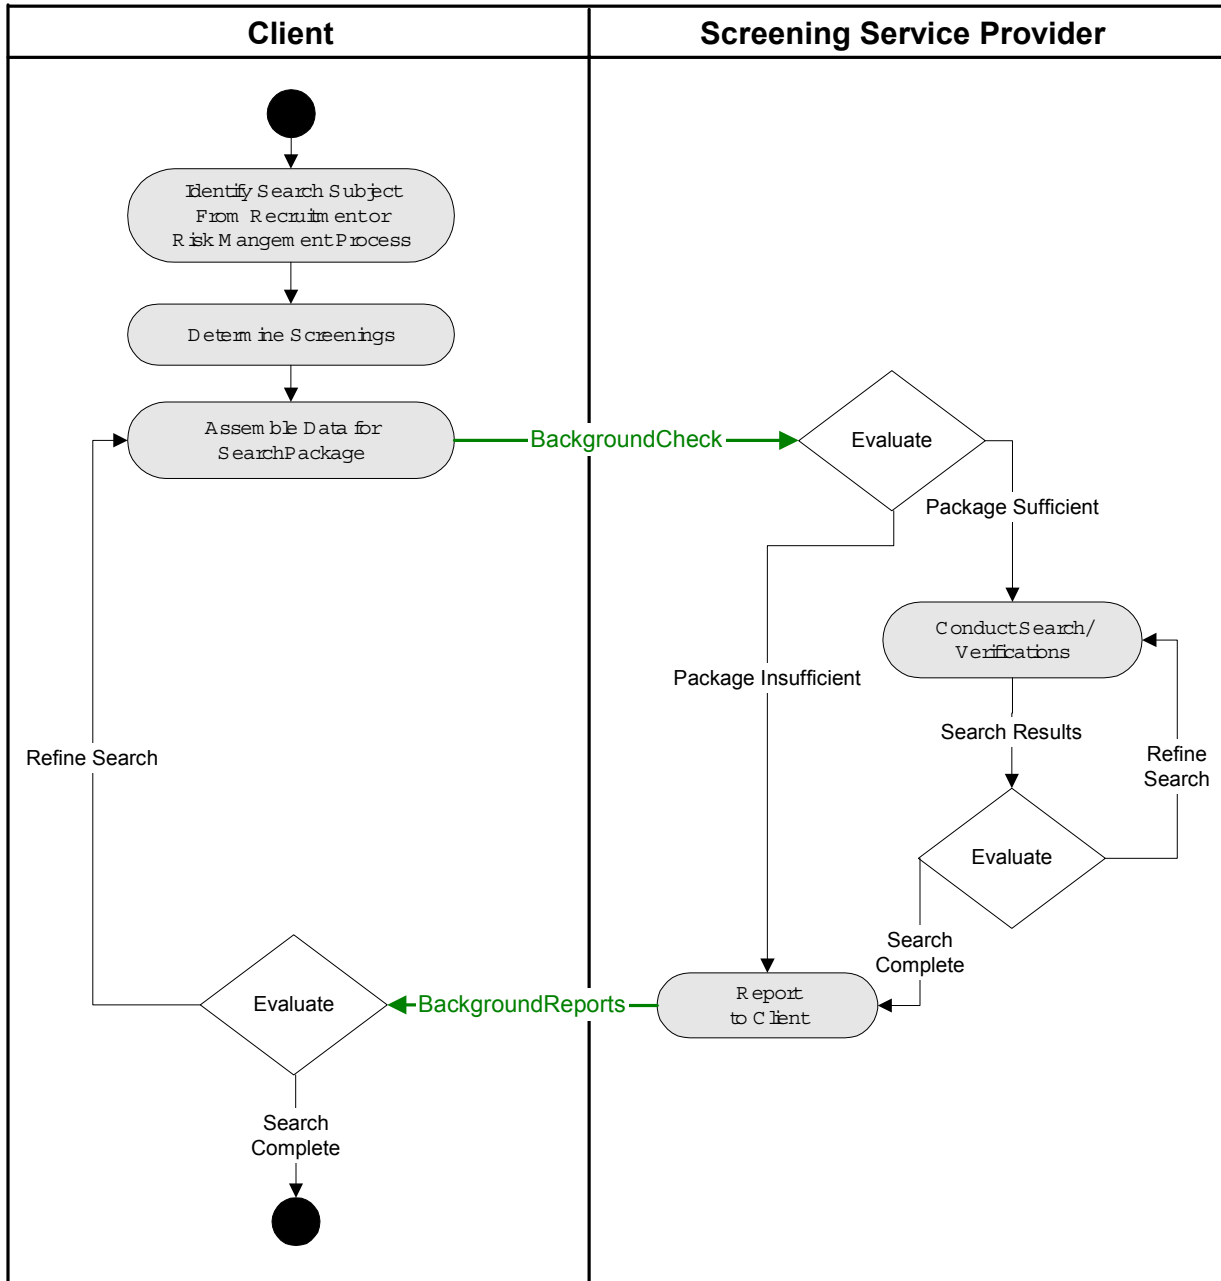 Client
Screening Service Provider
Identify Search Subject
From Recruitment or
Risk Mangement Process
Determine Screenings
Assemble Data for
SearchPackage
BackgroundCheck
Evaluate
Package Sufficient
Conduct Search/
Verifications
Package Insufficient
Search Results
Refine
Search
Refine Search
Evaluate
Search
Complete
Report
to Client
BackgroundReports
Evaluate
Search
Complete